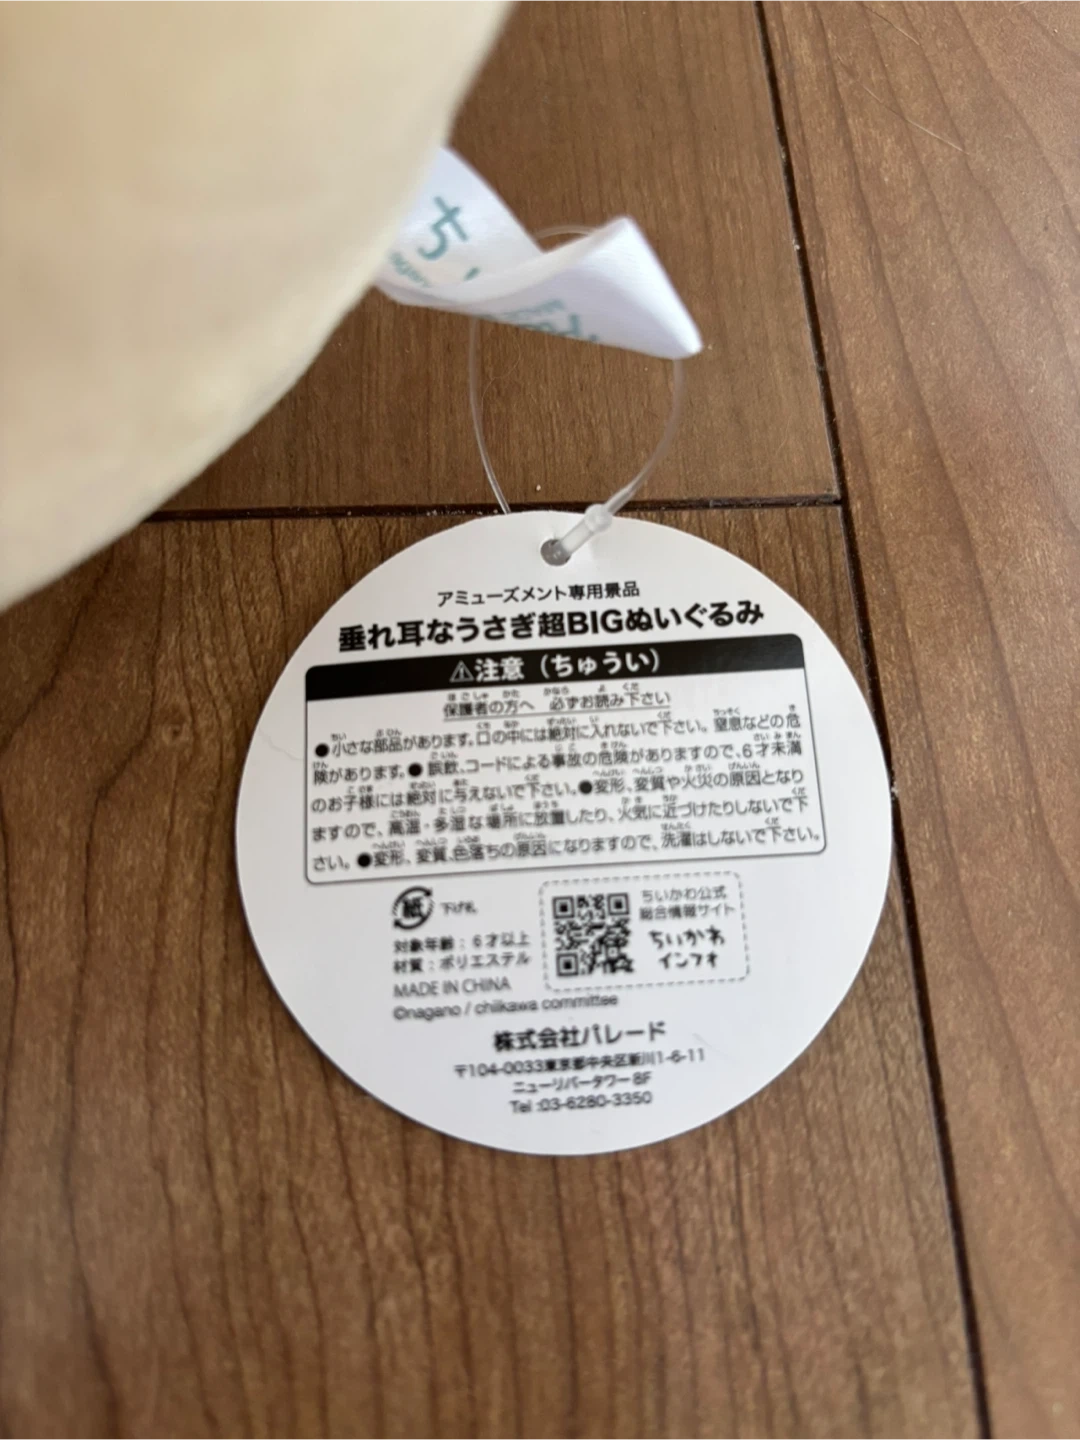 ち
アミューズメント専用景品
垂れ耳なうさぎ超BIGぬいぐるみ
⚠注意（ちゅうい）
保護者の方へ 必ずお読み下さい
●小さな部品があります。口の中には絶対に入れないで下さい。窒息などの危
険があります。●誤飲、コードによる事故の危険がありますので、6才未満
のお子様には絶対に与えないで下さい。●変形、変質や火災の原因となり
ますので、高温・多湿な場所に放置したり、火気に近づけたりしないで下
さい。●変形、変質、色落ちの原因になりますので、洗濯はしないで下さい。
紙 下げ札
対象年齢：6才以上
材質：ポリエステル
MADE IN CHINA
ちいかわ公式
総合情報サイト
ちいかわ
インフォ
©nagano / chiikawa committee
株式会社パレード
〒104-0033東京都中央区新川1-6-11
ニューリバータワー8F
Tel :03-6280-3350